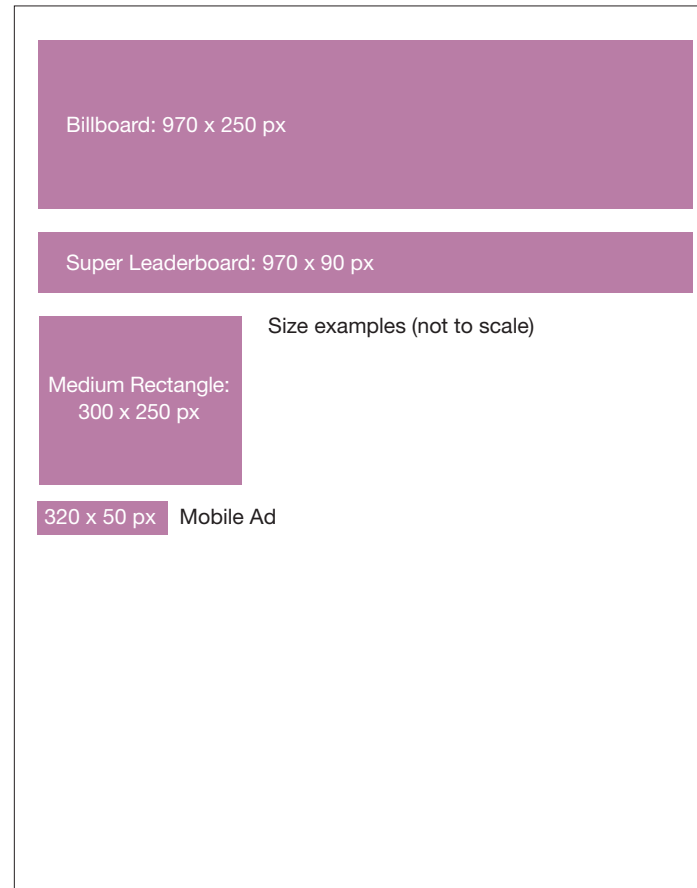 Billboard: 970 x 250 px
Super Leaderboard: 970 x 90 px
Size examples (not to scale)
Medium Rectangle:
300 x 250 px
320 x 50 px
Mobile Ad